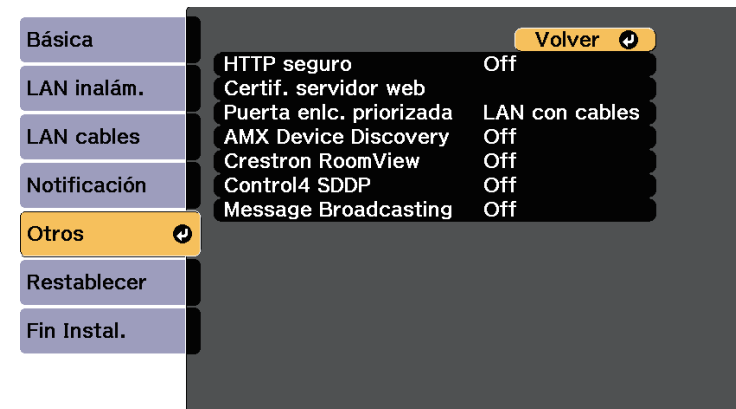 Básica
LAN inalám.
LAN cables
Notificación
Otros
Restablecer
Fin Instal.
Volver
HTTP seguro Off
Certif. servidor web
Puerta enlc. priorizada LAN con cables
AMX Device Discovery Off
Crestron RoomView Off
Control4 SDDP Off
Message Broadcasting Off